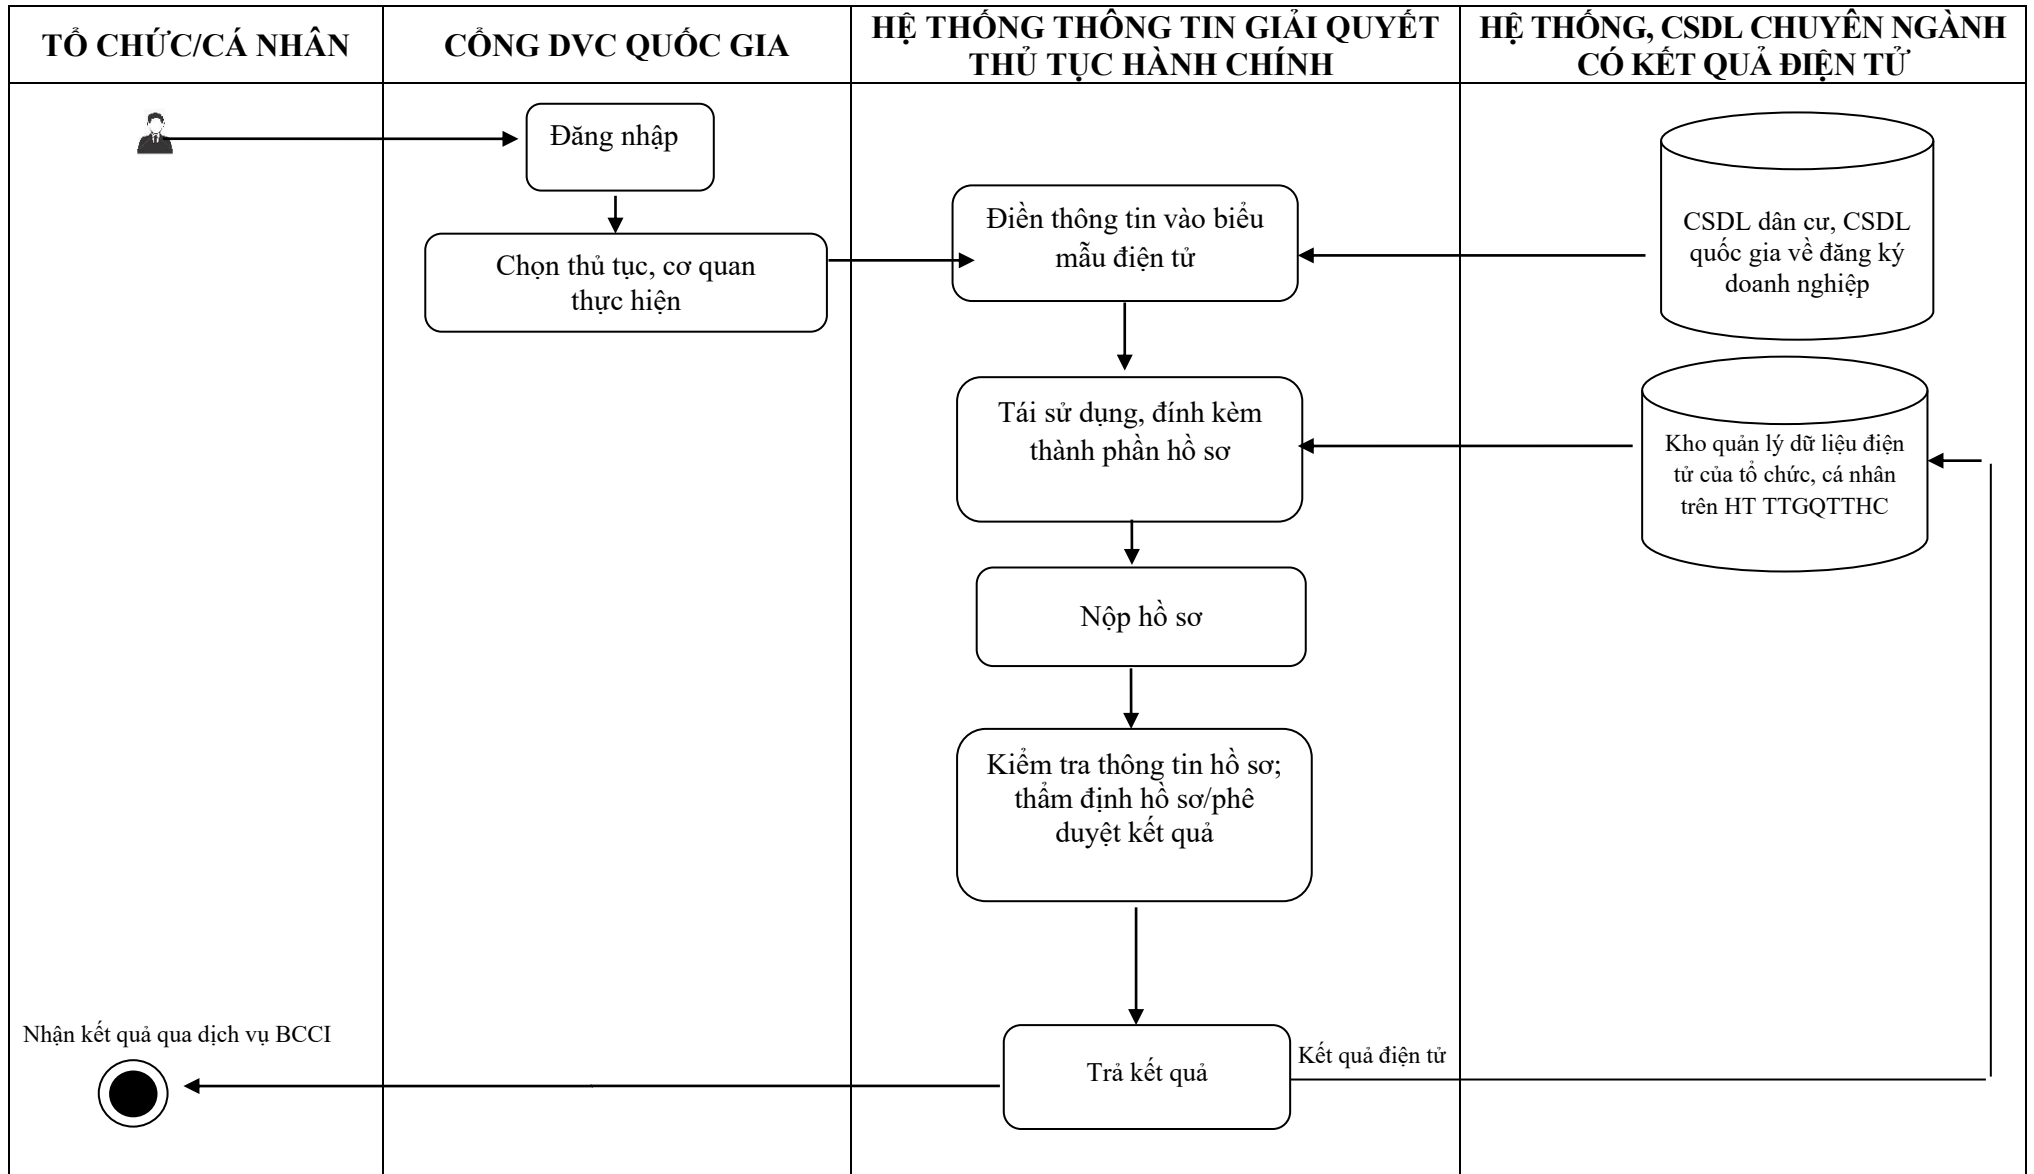 TỔ CHỨC/CÁ NHÂN
CỔNG DVC QUỐC GIA
HỆ THỐNG THÔNG TIN GIẢI QUYẾT
THỦ TỤC HÀNH CHÍNH
HỆ THỐNG, CSDL CHUYÊN NGÀNH
CÓ KẾT QUẢ ĐIỆN TỬ
Đăng nhập
Chọn thủ tục, cơ quan
thực hiện
Điền thông tin vào biểu
mẫu điện tử
CSDL dân cư, CSDL
quốc gia về đăng ký
doanh nghiệp
Tái sử dụng, đính kèm
thành phần hồ sơ
Kho quản lý dữ liệu điện
tử của tổ chức, cá nhân
trên HT TTGQTTHC
Nộp hồ sơ
Kiểm tra thông tin hồ sơ;
thẩm định hồ sơ/phê
duyệt kết quả
Nhận kết quả qua dịch vụ BCCI
Trả kết quả
Kết quả điện tử